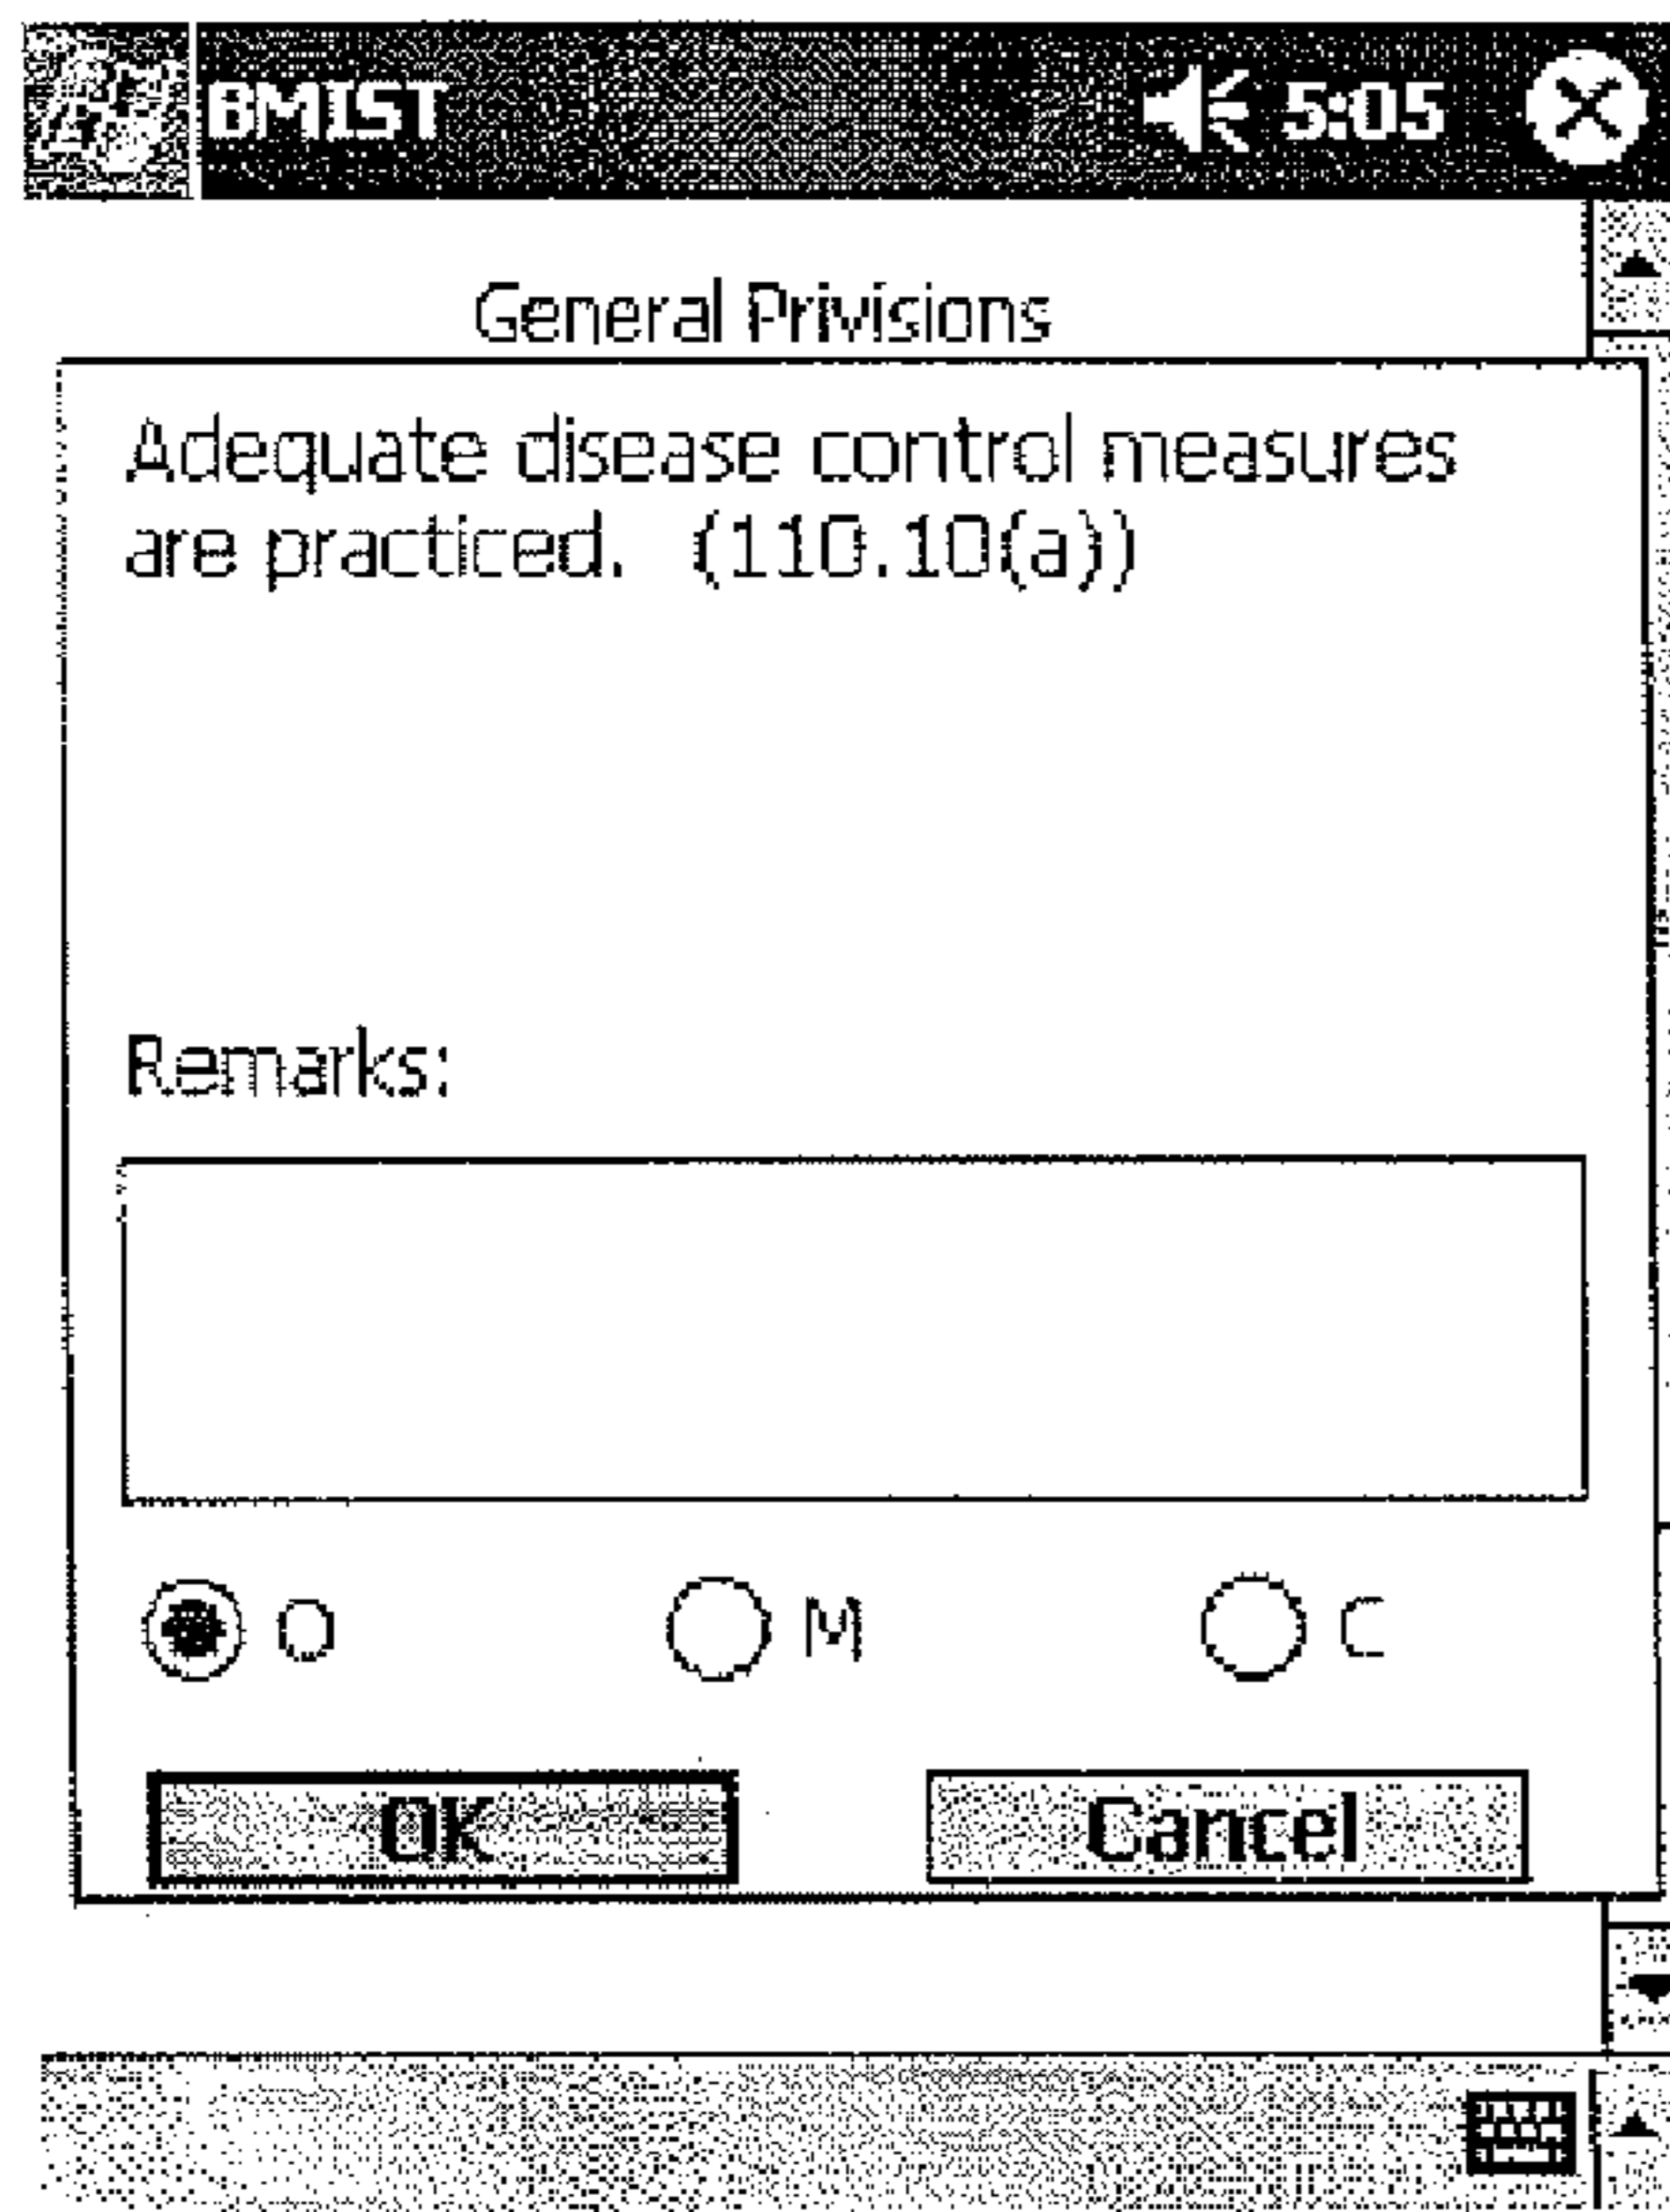 BMIST 5:05
General Privisions
Adequate disease control measures
are practiced. (110.10(a))
Remarks:
O M C
OK Cancel